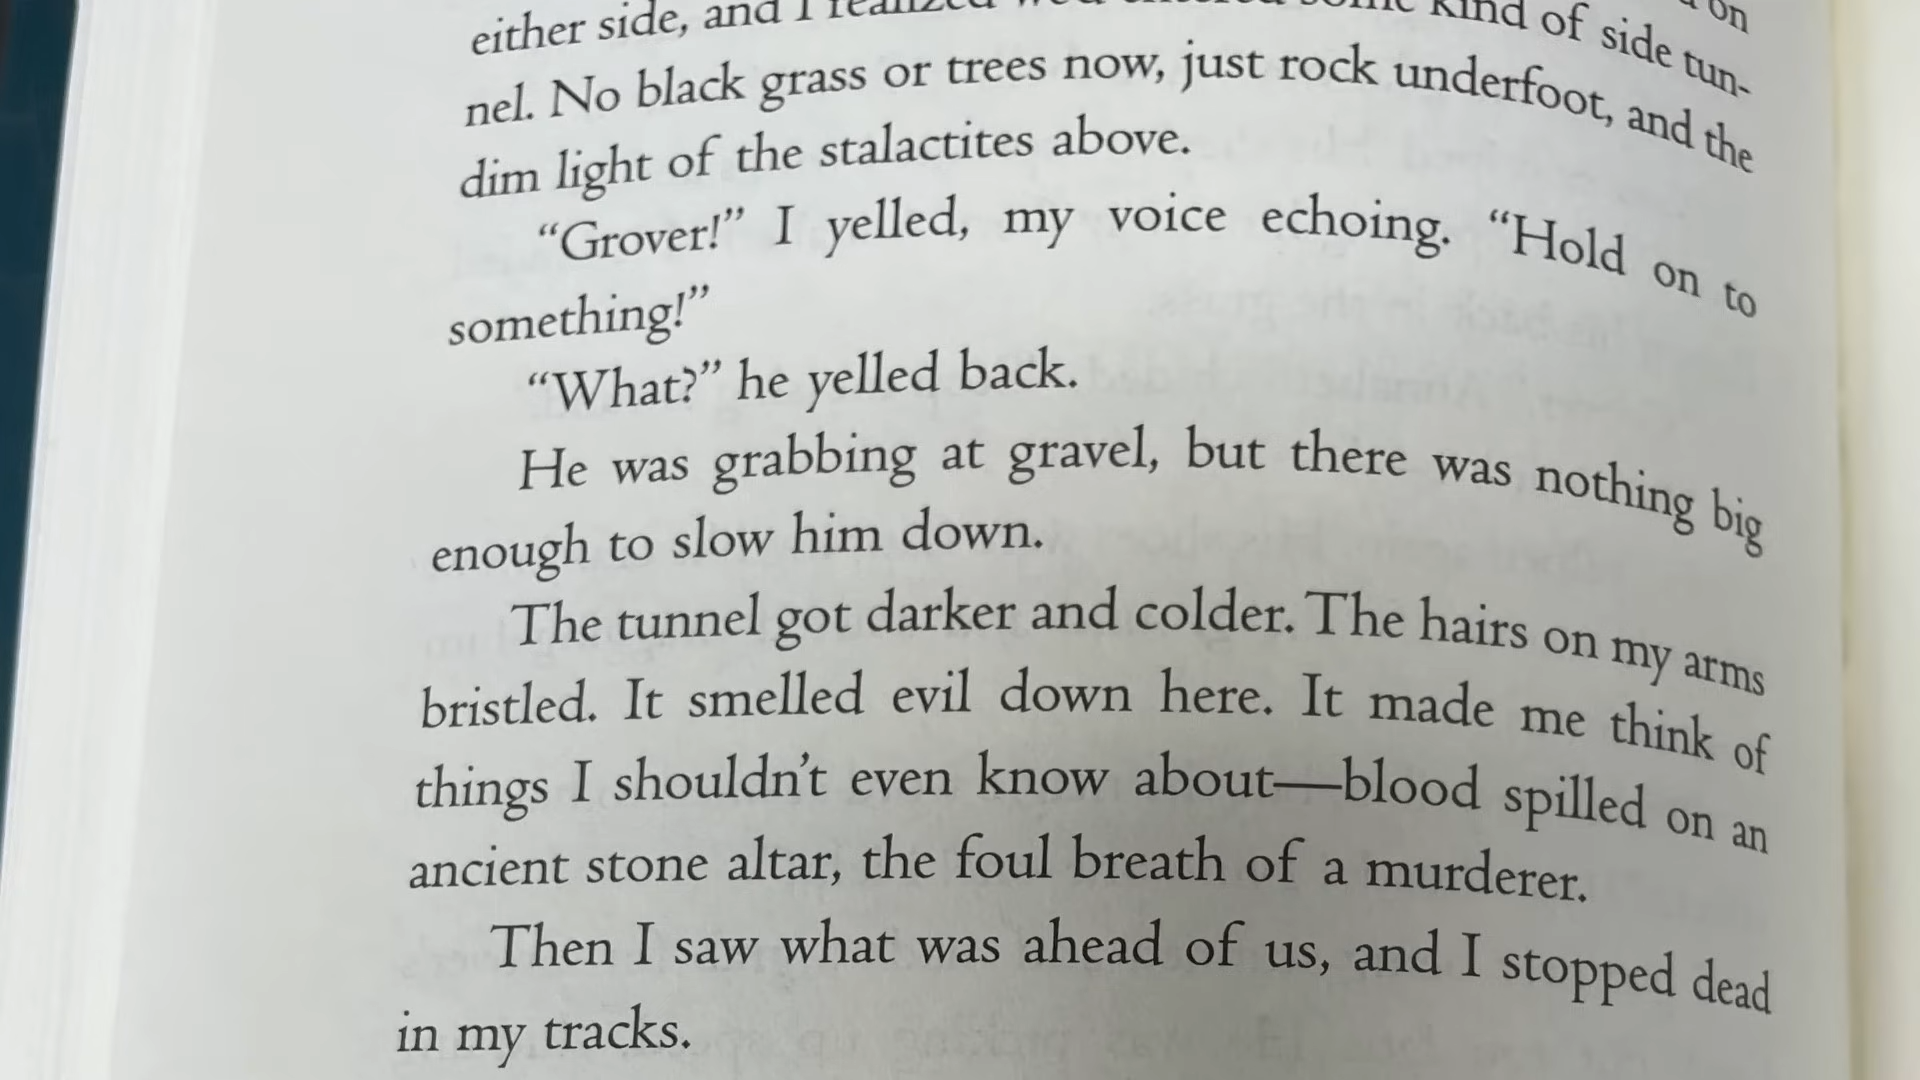 on
either side, and I realized we'd entered some kind of side tun-
nel. No black grass or trees now, just rock underfoot, and the
dim light of the stalactites above.
“Grover!” I yelled, my voice echoing. “Hold on to
something!”
“What?” he yelled back.
He was grabbing at gravel, but there was nothing big
enough to slow him down.
The tunnel got darker and colder. The hairs on my arms
bristled. It smelled evil down here. It made me think of
things I shouldn't even know about—blood spilled on an
ancient stone altar, the foul breath of a murderer.
Then I saw what was ahead of us, and I stopped dead
in my tracks.